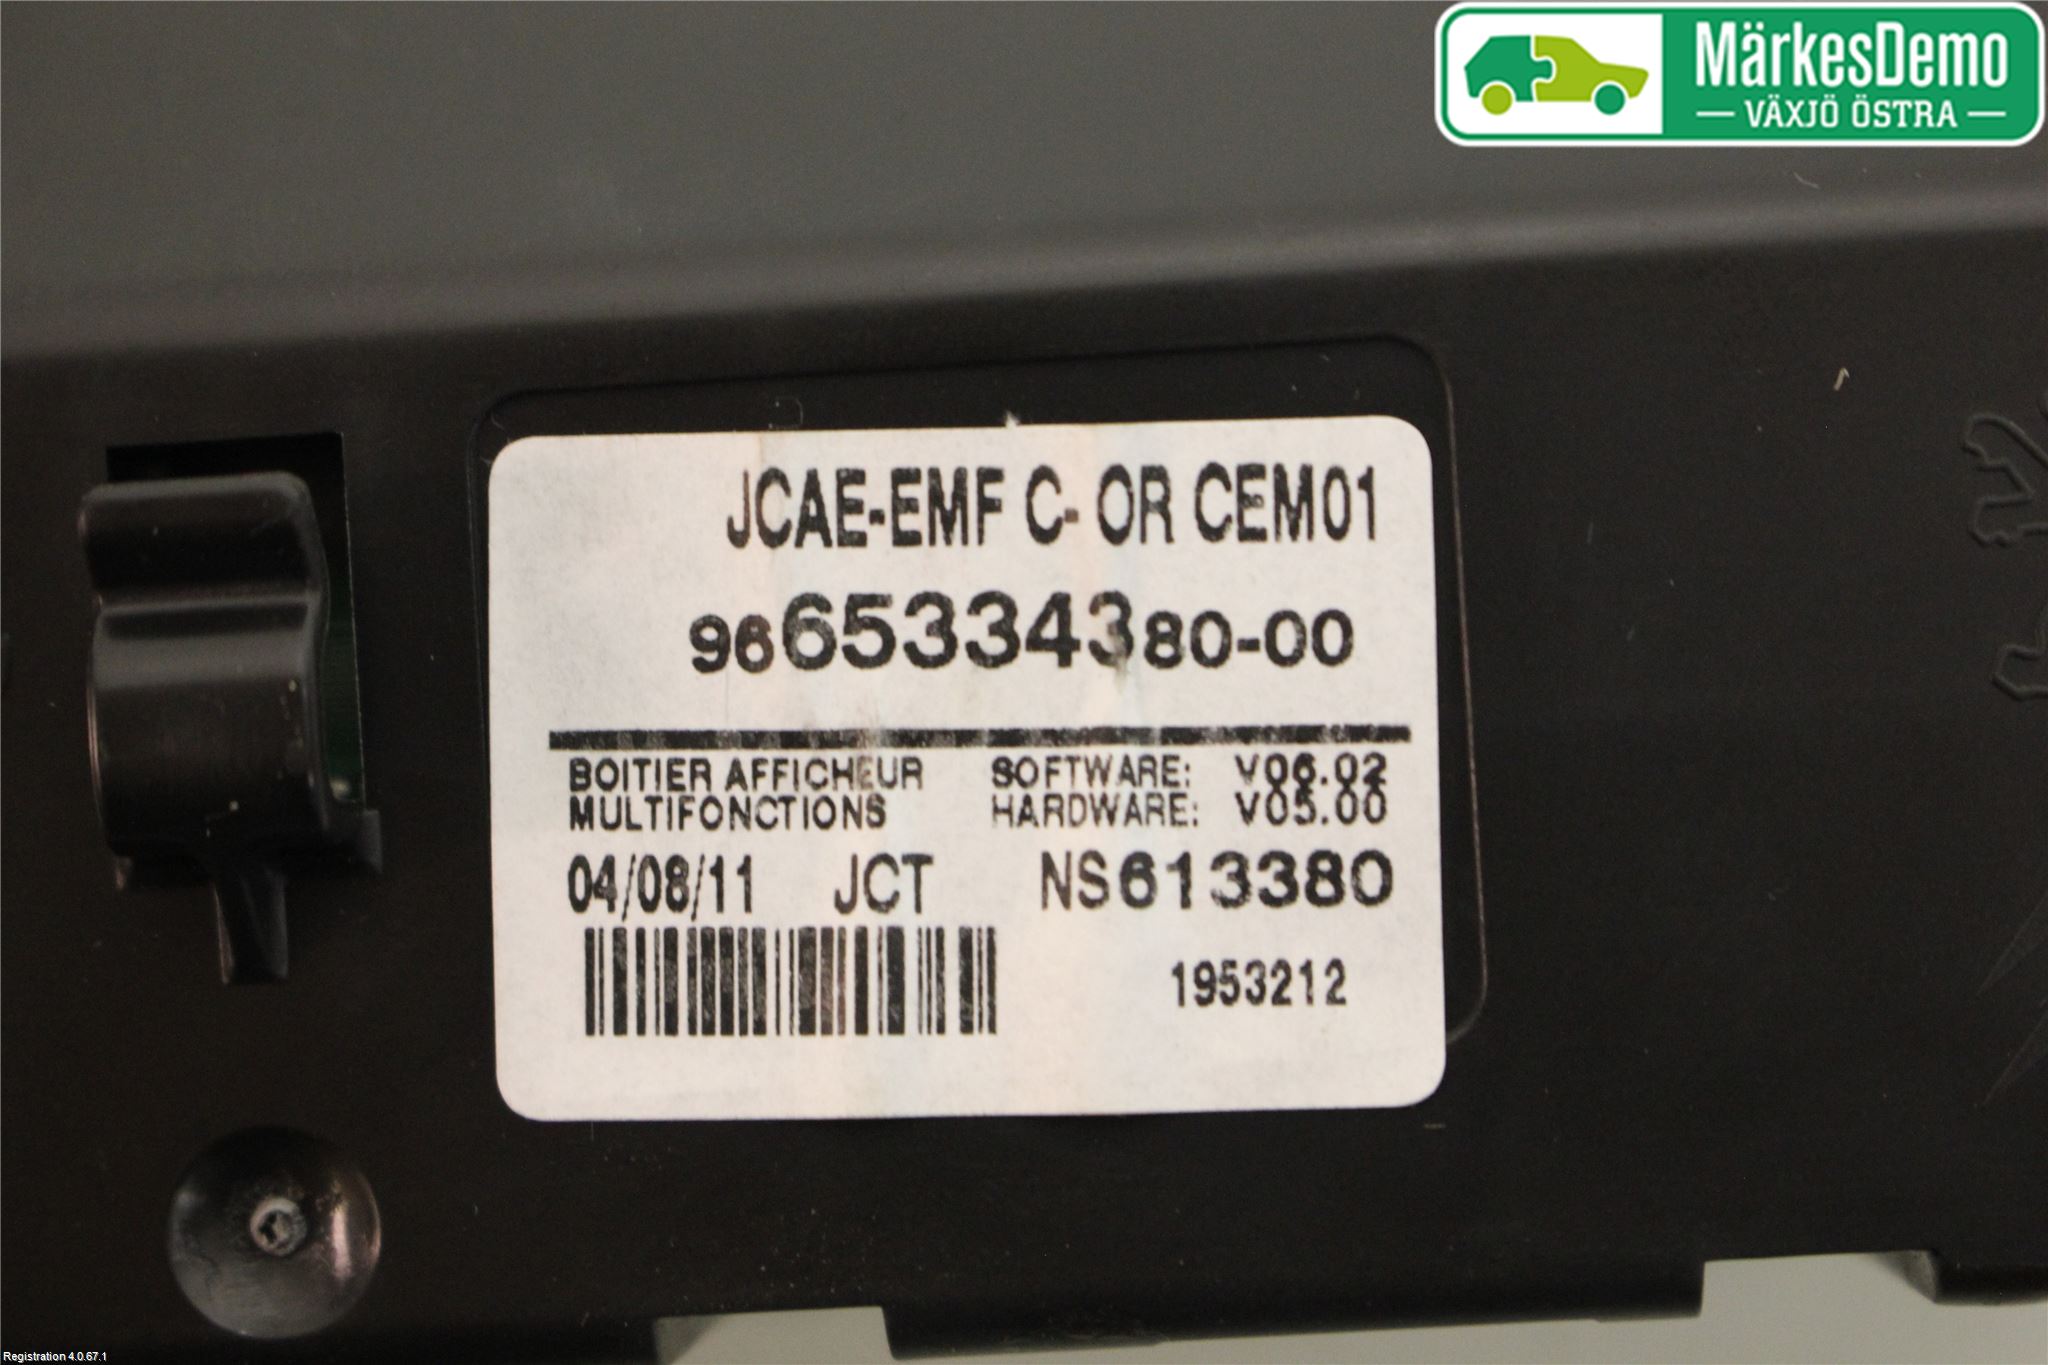 MärkesDemo
VÄXJÖ ÖSTRA
JCAE-EMF C- OR CEM01
9665334380-00
BOITIER AFFICHEUR SOFTWARE: V06.02
MULTIFONCTIONS HARDWARE: V05.00
04/08/11 JCT NS613380
1953212
Registration 4.0.67.1